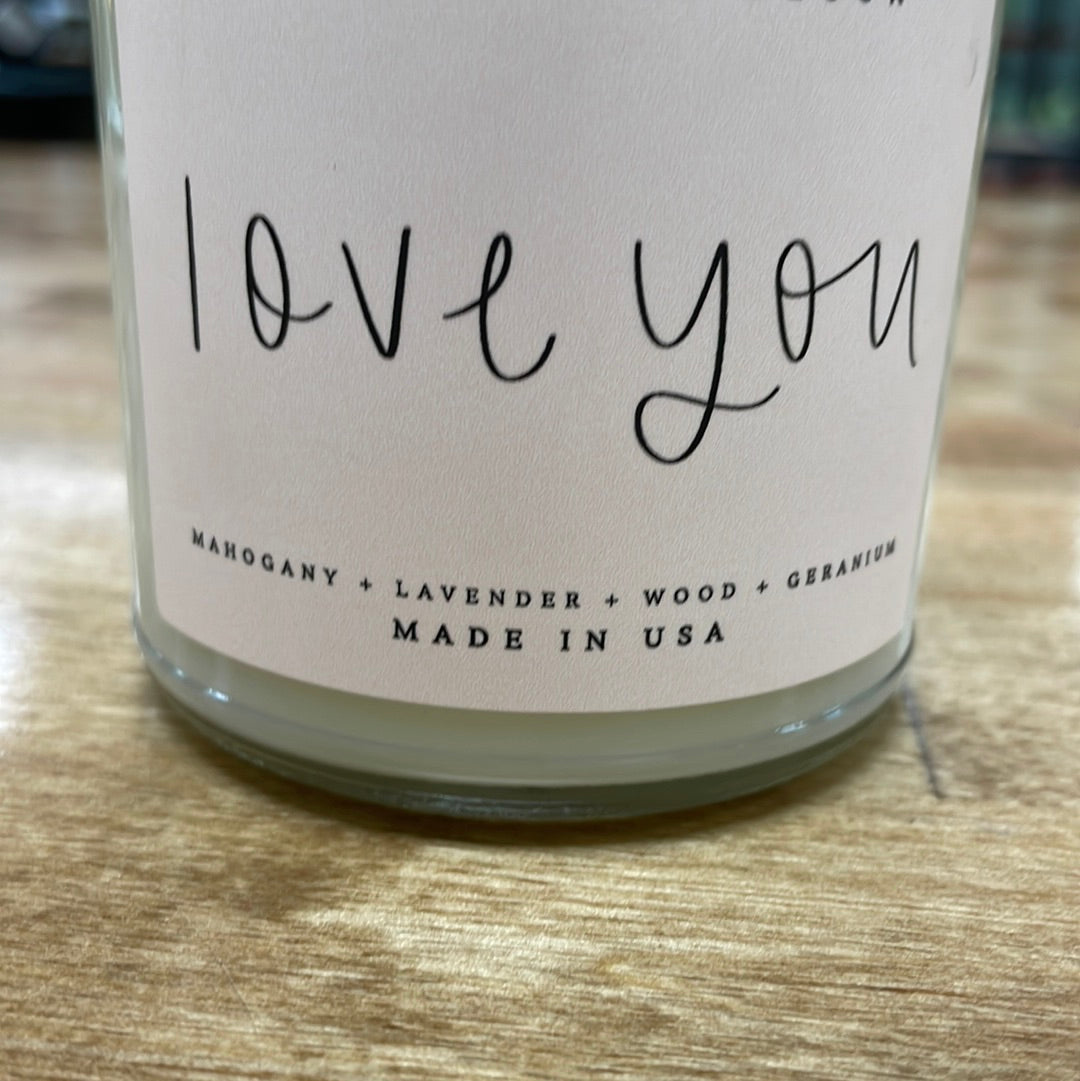 love you
MAHOGANY + LAVENDER + WOOD + GERANIUM
MADE IN USA